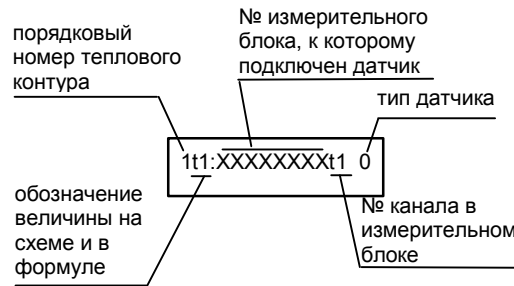 порядковый
номер теплового
контура
№ измерительного
блока, к которому
подключен датчик
тип датчика
1t1:XXXXXXXXt1 0
обозначение
величины на
схеме и в
формуле
№ канала в
измерительном
блоке